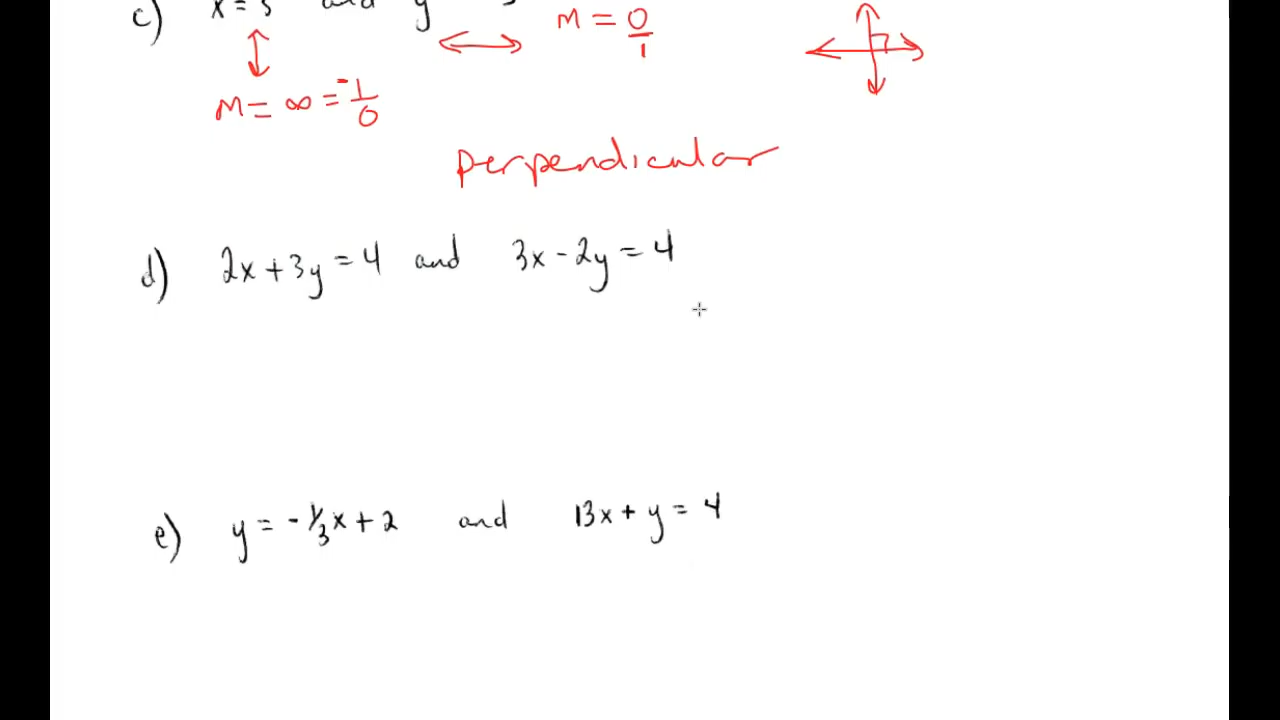 c) x = 5 and y
m = 0/1
m = ∞ = -1/0
perpendicular
d) 2x + 3y = 4 and 3x - 2y = 4
e) y = -1/3x + 2 and 13x + y = 4